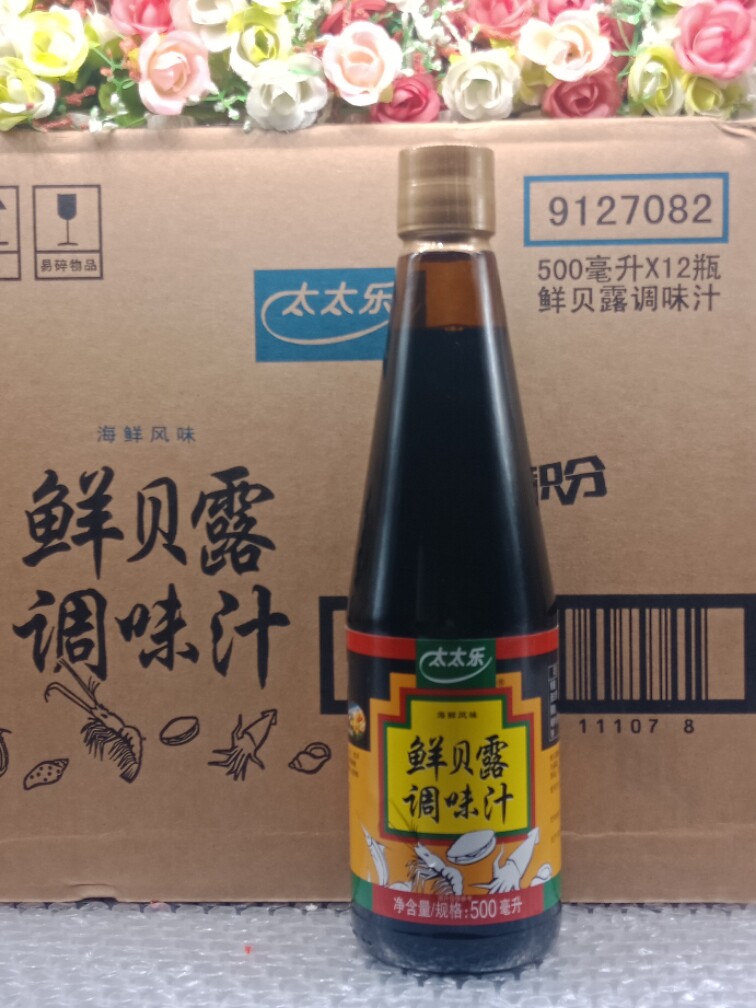 9127082
500毫升X12瓶
鲜贝露调味汁
易碎物品
太太乐
海鲜风味
鲜贝露
调味汁
积分
11107 8
太太乐
海鲜风味
鲜贝露
调味汁
净含量/规格:500毫升